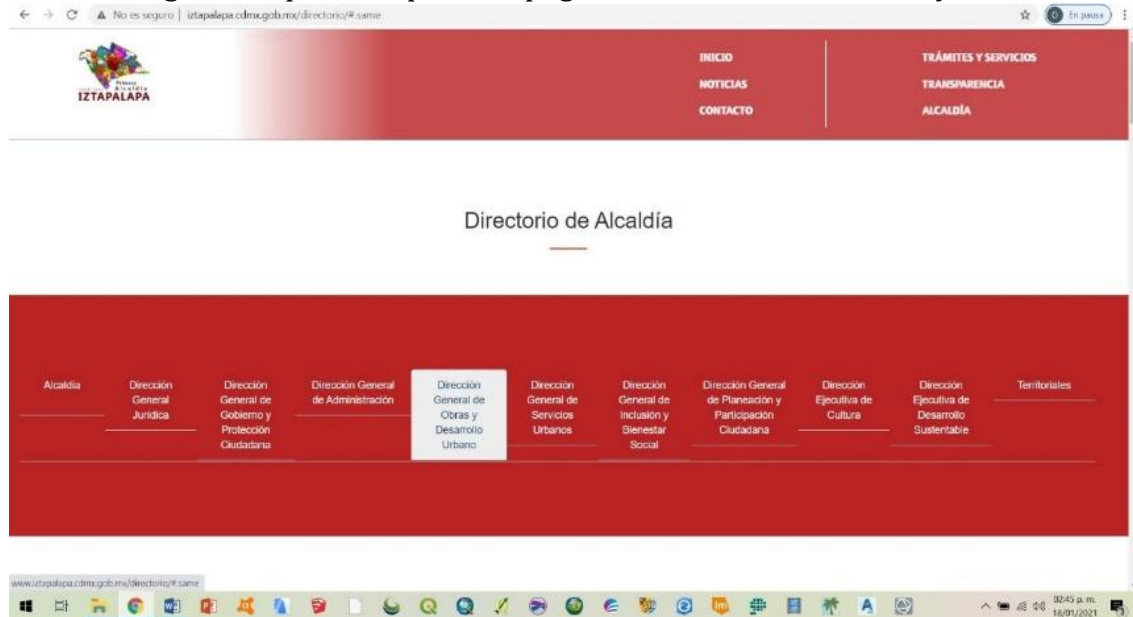 No es seguro | iztapalapa.cdmx.gob.mx/directorio/#.same
En pausa
Alcaldía
IZTAPALAPA
INICIO
NOTICIAS
CONTACTO
TRÁMITES Y SERVICIOS
TRANSPARENCIA
ALCALDÍA
Directorio de Alcaldía
Alcaldia
Dirección
General
Jurídica
Dirección
General de
Gobierno y
Protección
Ciudadana
Dirección General
de Administración
Dirección
General de
Obras y
Desarrollo
Urbano
Dirección
General de
Servicios
Urbanos
Dirección
General de
Inclusión y
Bienestar
Social
Dirección General
de Planeación y
Participación
Ciudadana
Dirección
Ejecutiva de
Cultura
Dirección
Ejecutiva de
Desarrollo
Sustentable
Territoriales
www.iztapalapa.cdmx.gob.mx/directorio/#.same
02:45 p. m.
18/01/2021